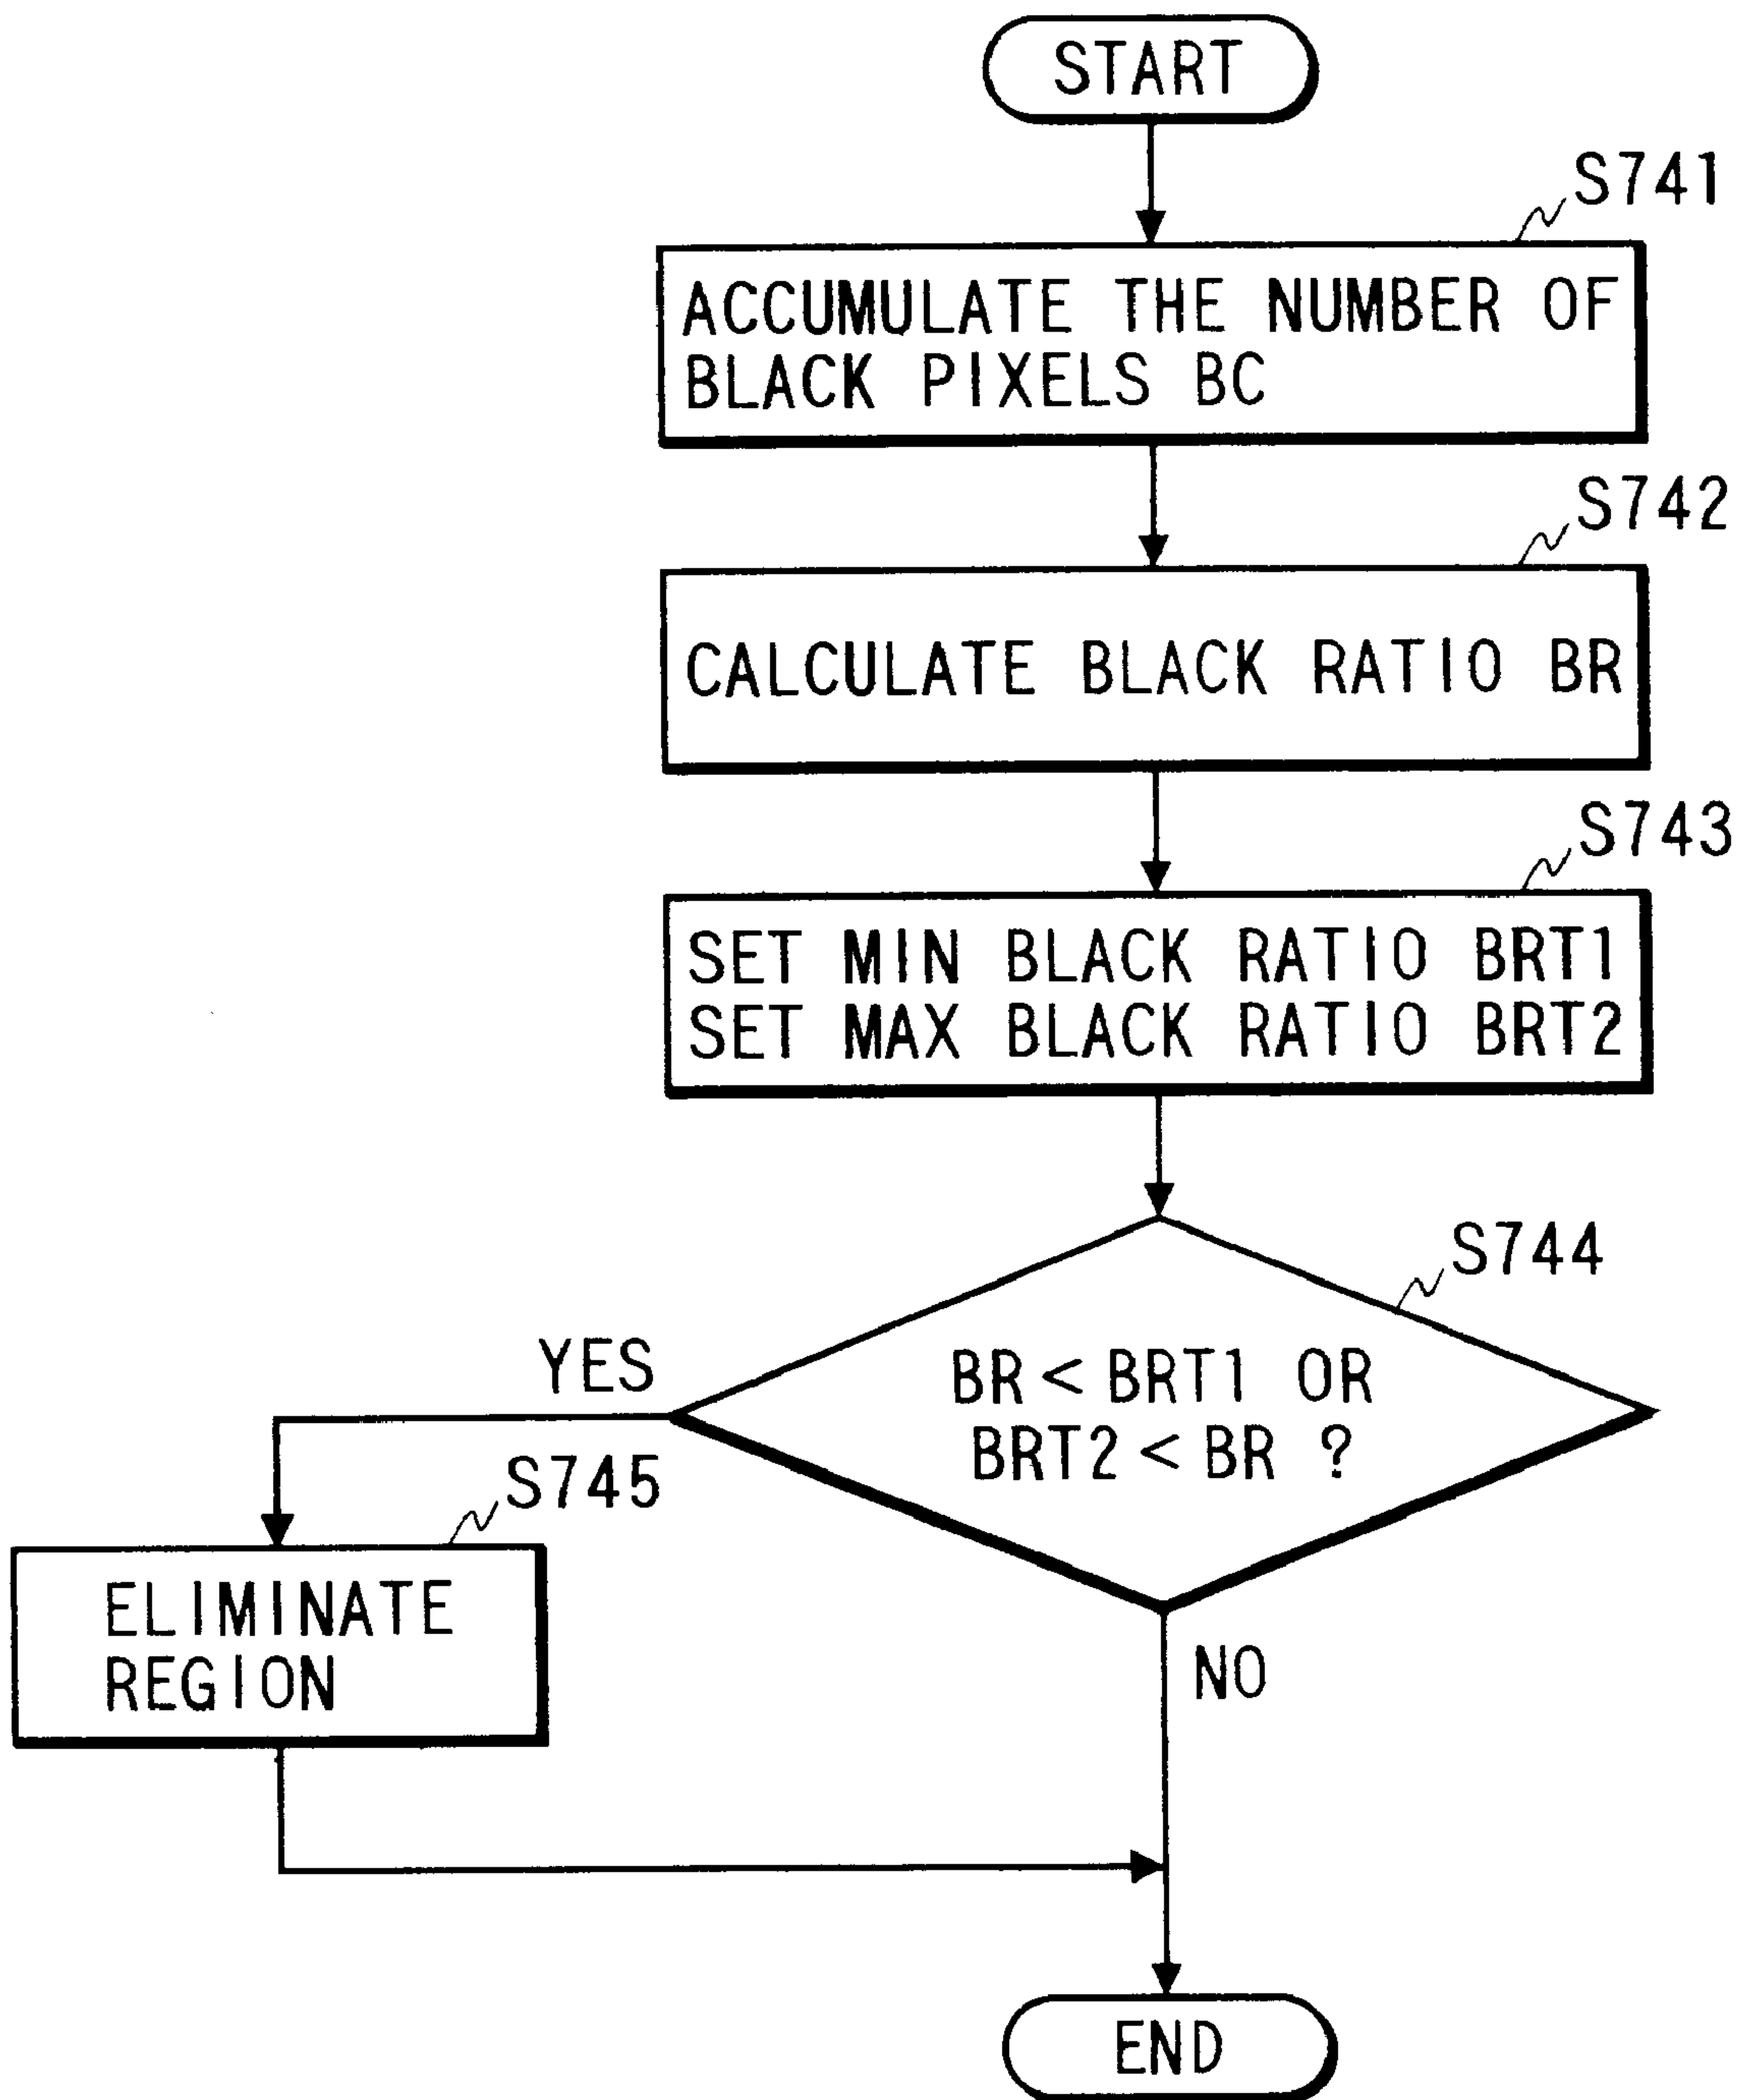 START
S741
ACCUMULATE THE NUMBER OF
BLACK PIXELS BC
S742
CALCULATE BLACK RATIO BR
S743
SET MIN BLACK RATIO BRT1
SET MAX BLACK RATIO BRT2
S744
BR < BRT1 OR
BRT2 < BR ?
YES
S745
ELIMINATE
REGION
NO
END